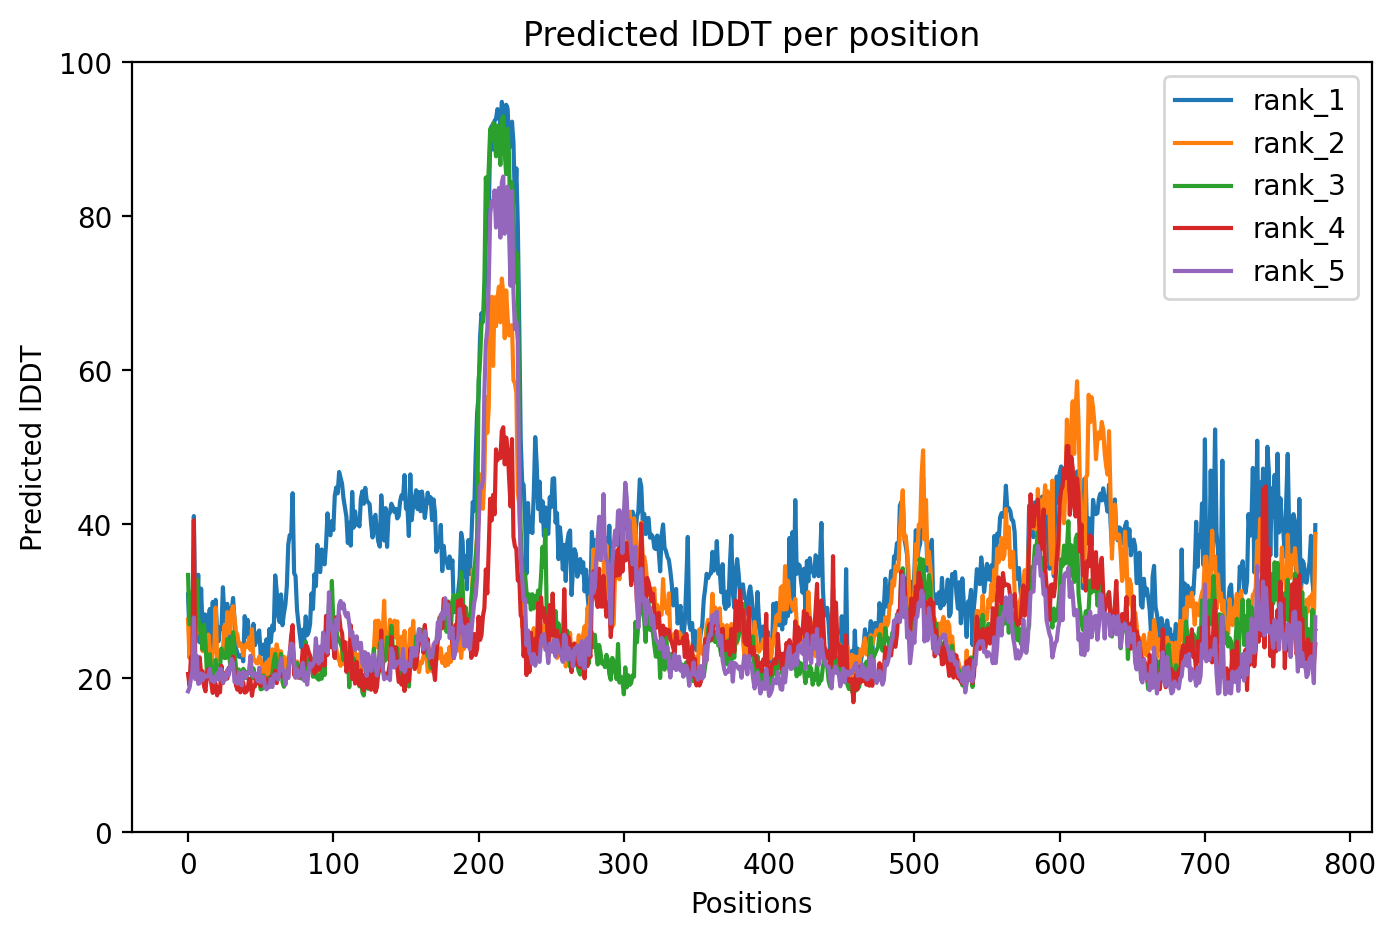 Predicted lDDT per position
Predicted lDDT
100
80
60
40
20
0
0 100 200 300 400 500 600 700 800
Positions
rank_1
rank_2
rank_3
rank_4
rank_5